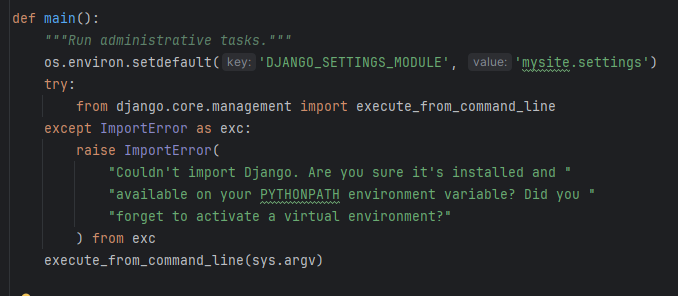 def main():
    """Run administrative tasks."""
    os.environ.setdefault( key: 'DJANGO_SETTINGS_MODULE', value: 'mysite.settings')
    try:
        from django.core.management import execute_from_command_line
    except ImportError as exc:
        raise ImportError(
            "Couldn't import Django. Are you sure it's installed and "
            "available on your PYTHONPATH environment variable? Did you "
            "forget to activate a virtual environment?"
        ) from exc
    execute_from_command_line(sys.argv)